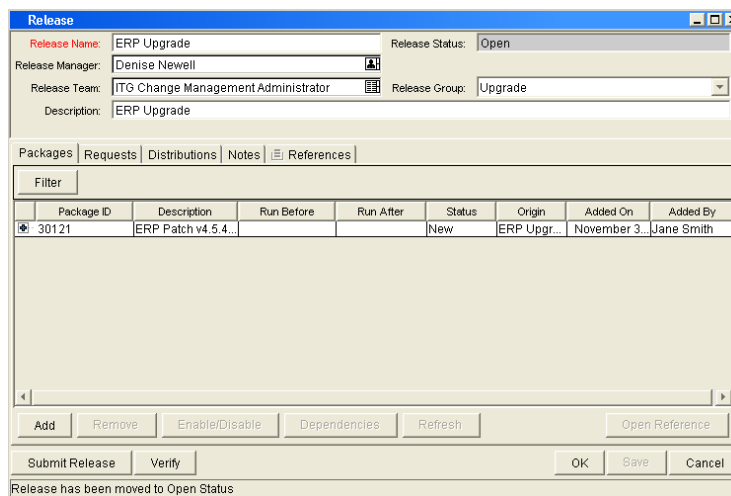 Release
Release Name: ERP Upgrade Release Status: Open
Release Manager: Denise Newell
Release Team: ITG Change Management Administrator Release Group: Upgrade
Description: ERP Upgrade
Packages Requests Distributions Notes References
Filter
Package ID Description Run Before Run After Status Origin Added On Added By
30121 ERP Patch v4.5.4... New ERP Upgr... November 3... Jane Smith
Add Remove Enable/Disable Dependencies Refresh Open Reference
Submit Release Verify OK Save Cancel
Release has been moved to Open Status